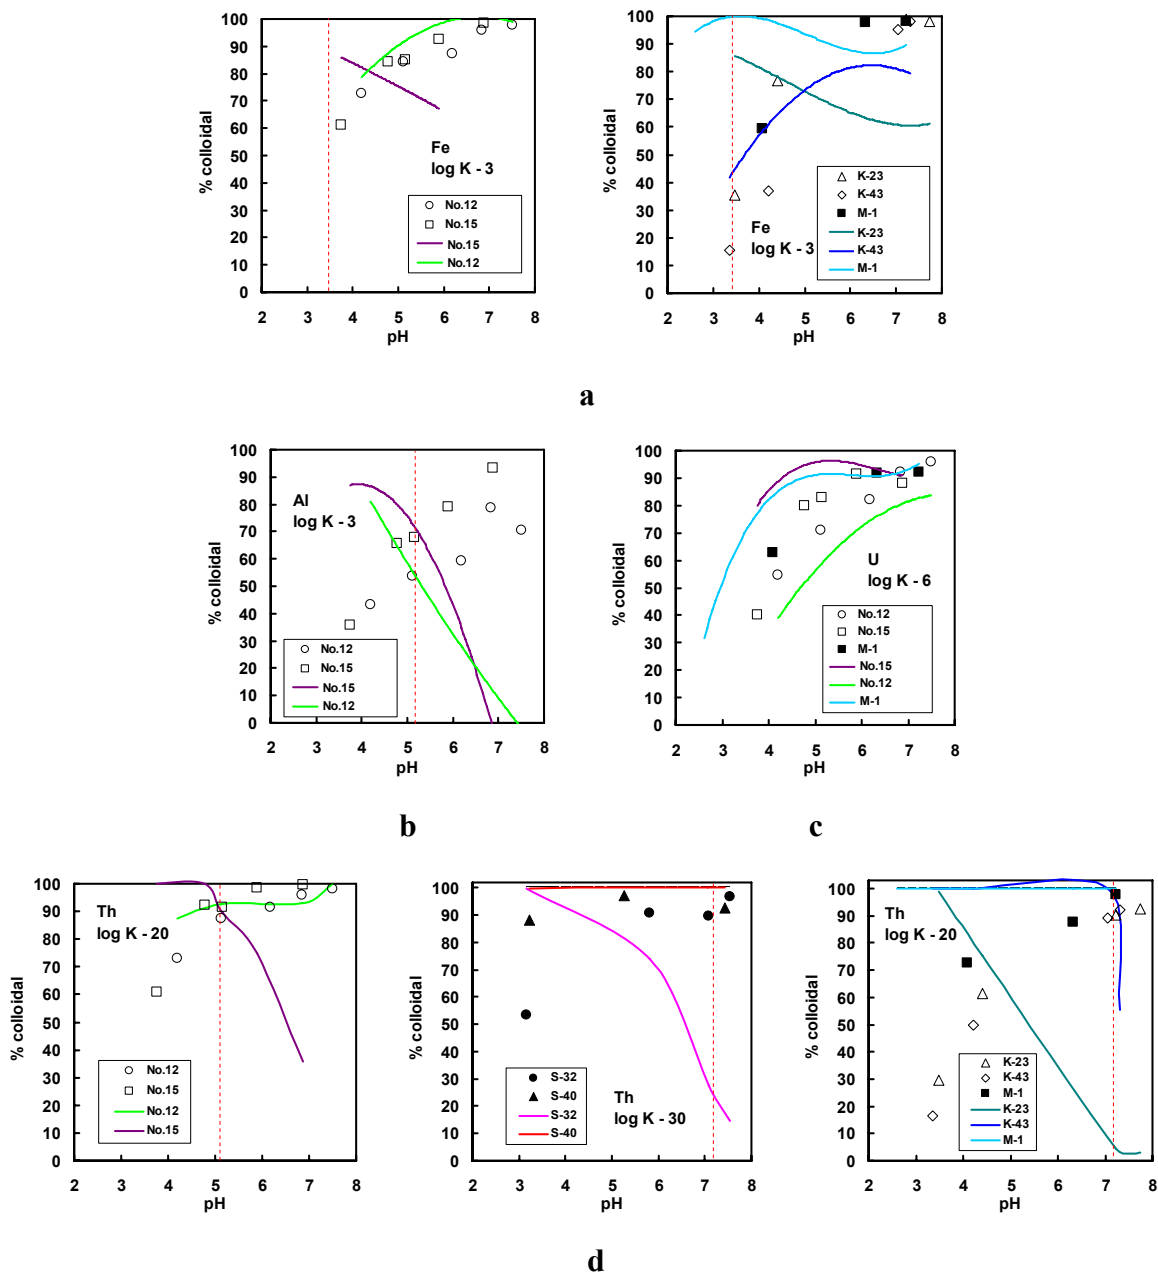 100
90
80
70
60
50
40
30
20
10
0
% colloidal
2 3 4 5 6 7 8
pH
Fe
log K - 3
No.12
No.15
No.15
No.12
100
90
80
70
60
50
40
30
20
10
0
% colloidal
2 3 4 5 6 7 8
pH
Fe
log K - 3
K-23
K-43
M-1
K-23
K-43
M-1
a
100
90
80
70
60
50
40
30
20
10
0
% colloidal
2 3 4 5 6 7 8
pH
Al
log K - 3
No.12
No.15
No.15
No.12
100
90
80
70
60
50
40
30
20
10
0
% colloidal
2 3 4 5 6 7 8
pH
U
log K - 6
No.12
No.15
M-1
No.15
No.12
M-1
b
c
100
90
80
70
60
50
40
30
20
10
0
% colloidal
2 3 4 5 6 7 8
pH
Th
log K - 20
No.12
No.15
No.12
No.15
100
90
80
70
60
50
40
30
20
10
0
% colloidal
2 3 4 5 6 7 8
pH
Th
log K - 30
S-32
S-40
S-32
S-40
100
90
80
70
60
50
40
30
20
10
0
% colloidal
2 3 4 5 6 7 8
pH
Th
log K - 20
K-23
K-43
M-1
K-23
K-43
M-1
d